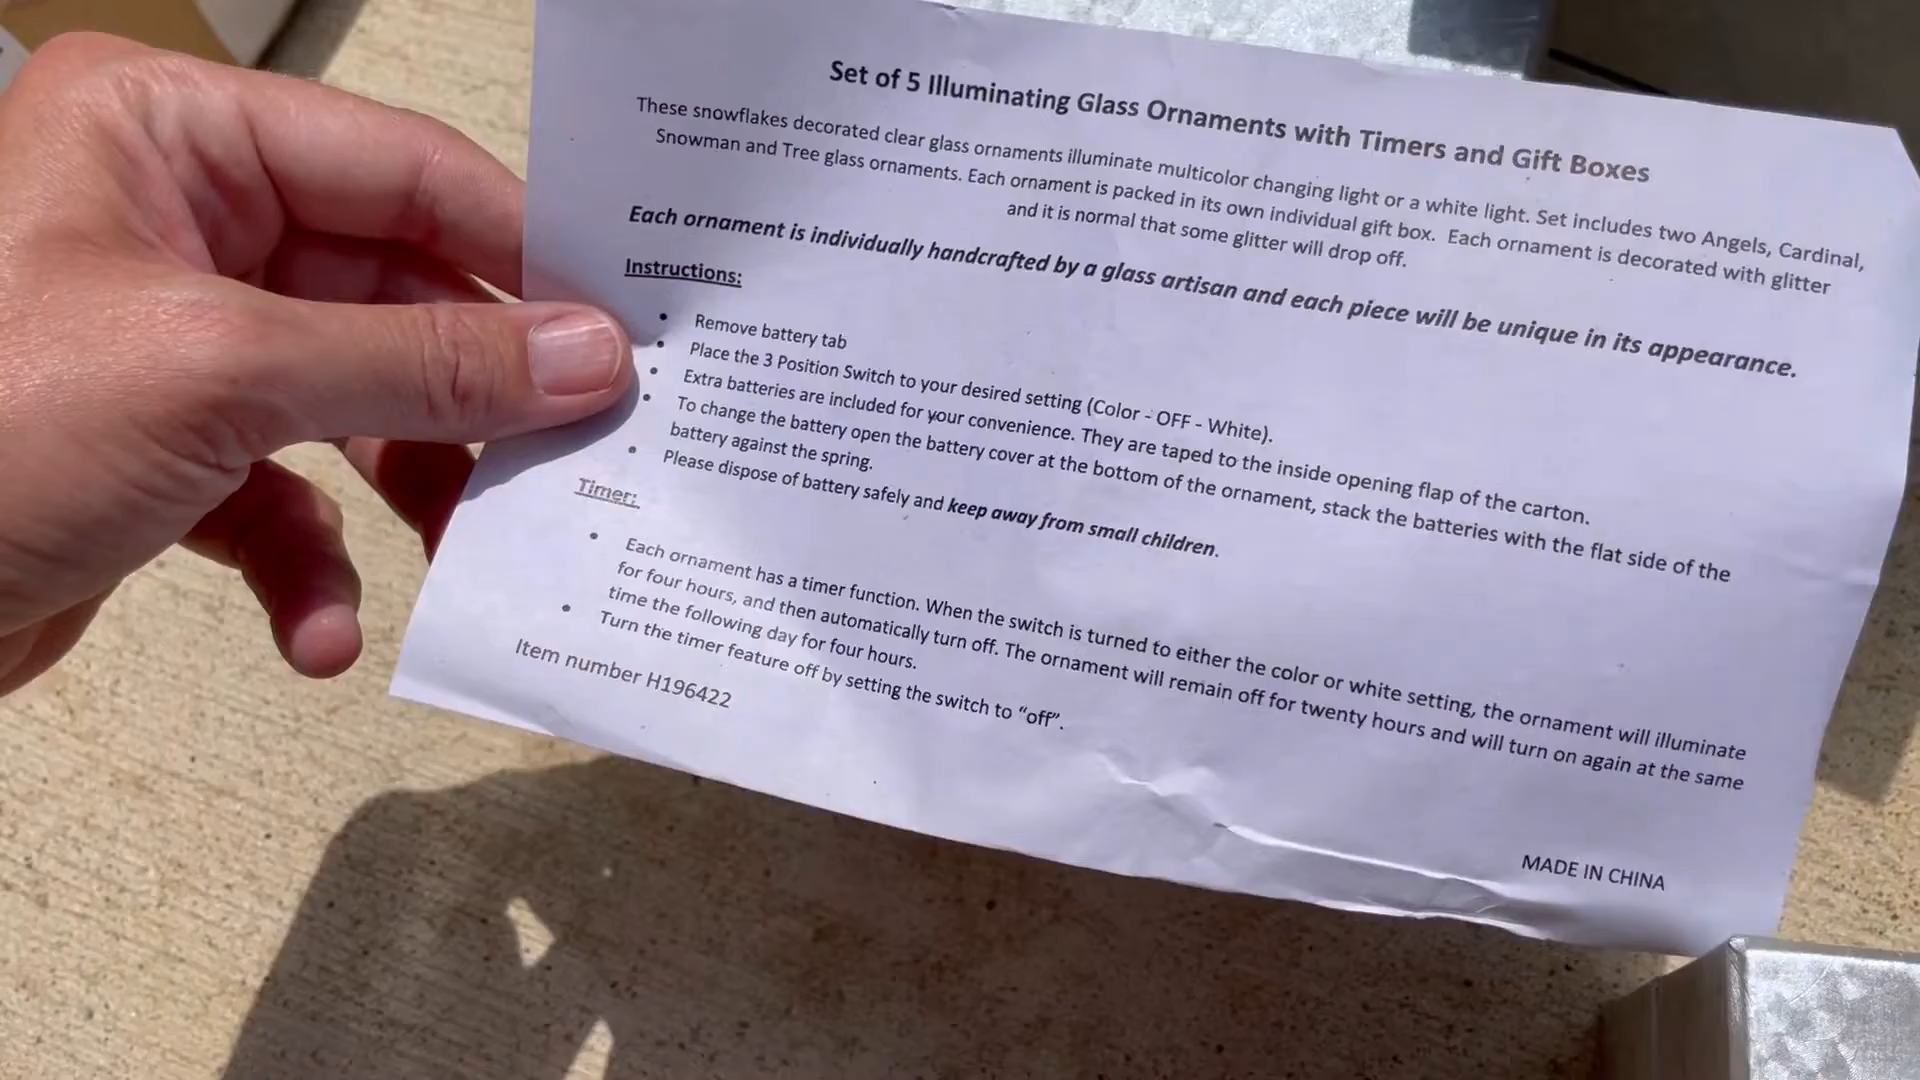 Set of 5 Illuminating Glass Ornaments with Timers and Gift Boxes
These snowflakes decorated clear glass ornaments illuminate multicolor changing light or a white light. Set includes two Angels, Cardinal,
Snowman and Tree glass ornaments. Each ornament is packed in its own individual gift box. Each ornament is decorated with glitter
and it is normal that some glitter will drop off.
Each ornament is individually handcrafted by a glass artisan and each piece will be unique in its appearance.
Instructions:
• Remove battery tab
• Place the 3 Position Switch to your desired setting (Color - OFF - White).
• Extra batteries are included for your convenience. They are taped to the inside opening flap of the carton.
• To change the battery open the battery cover at the bottom of the ornament, stack the batteries with the flat side of the
battery against the spring.
• Please dispose of battery safely and keep away from small children.
Timer:
• Each ornament has a timer function. When the switch is turned to either the color or white setting, the ornament will illuminate
for four hours, and then automatically turn off. The ornament will remain off for twenty hours and will turn on again at the same
time the following day for four hours.
• Turn the timer feature off by setting the switch to “off”.
Item number H196422
MADE IN CHINA